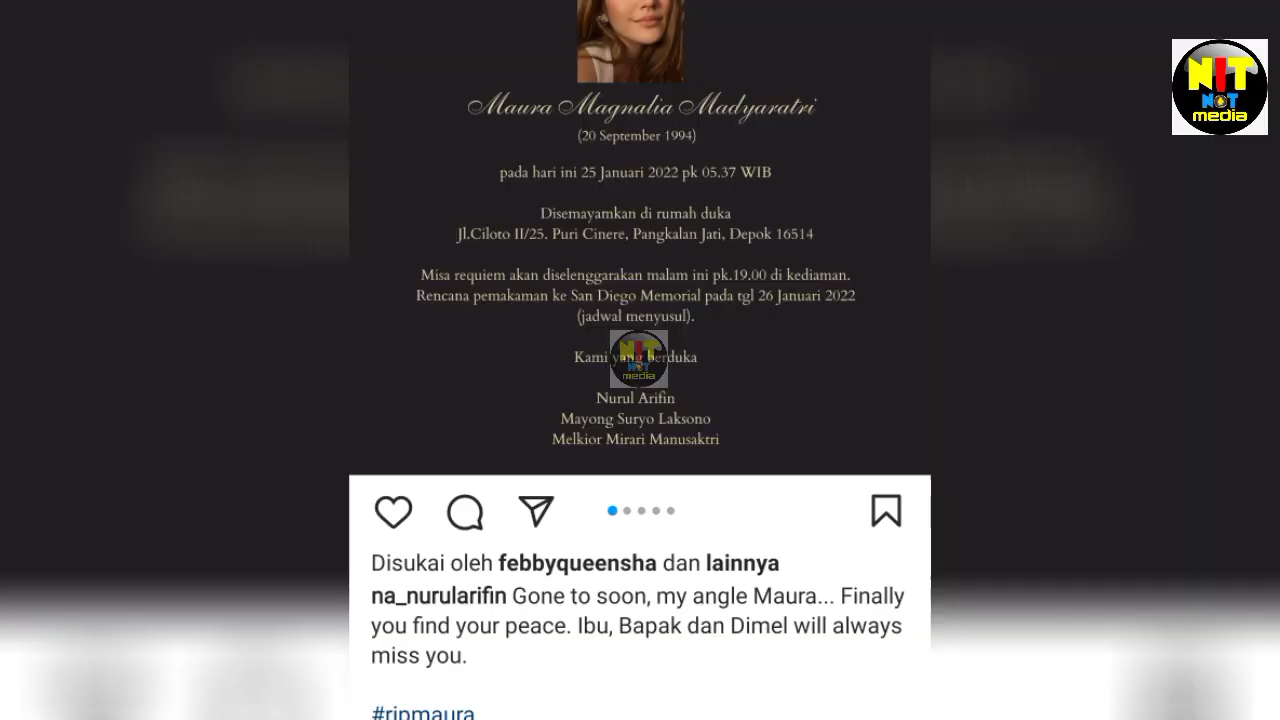 NIT
NOT
media
Maura Magnalia Madyaratri
(20 September 1994)
pada hari ini 25 Januari 2022 pk 05.37 WIB
Disemayamkan di rumah duka
Jl.Ciloto II/25. Puri Cinere, Pangkalan Jati, Depok 16514
Misa requiem akan diselenggarakan malam ini pk.19.00 di kediaman.
Rencana pemakaman ke San Diego Memorial pada tgl 26 Januari 2022
(jadwal menyusul).
Kami yang berduka
NIT
NOT
media
Nurul Arifin
Mayong Suryo Laksono
Melkior Mirari Manusaktri
Disukai oleh febbyqueensha dan lainnya
na_nurularifin Gone to soon, my angle Maura... Finally
you find your peace. Ibu, Bapak dan Dimel will always
miss you.
#ripmaura